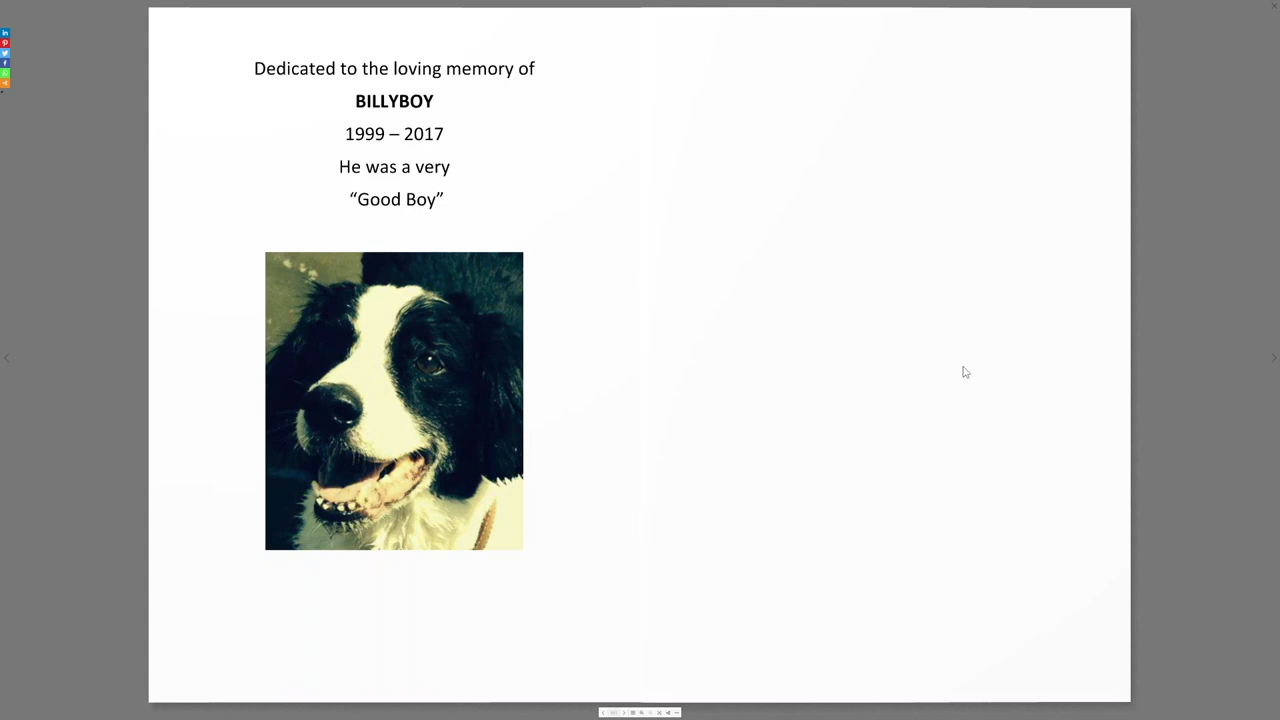 Dedicated to the loving memory of
BILLYBOY
1999 – 2017
He was a very
“Good Boy”